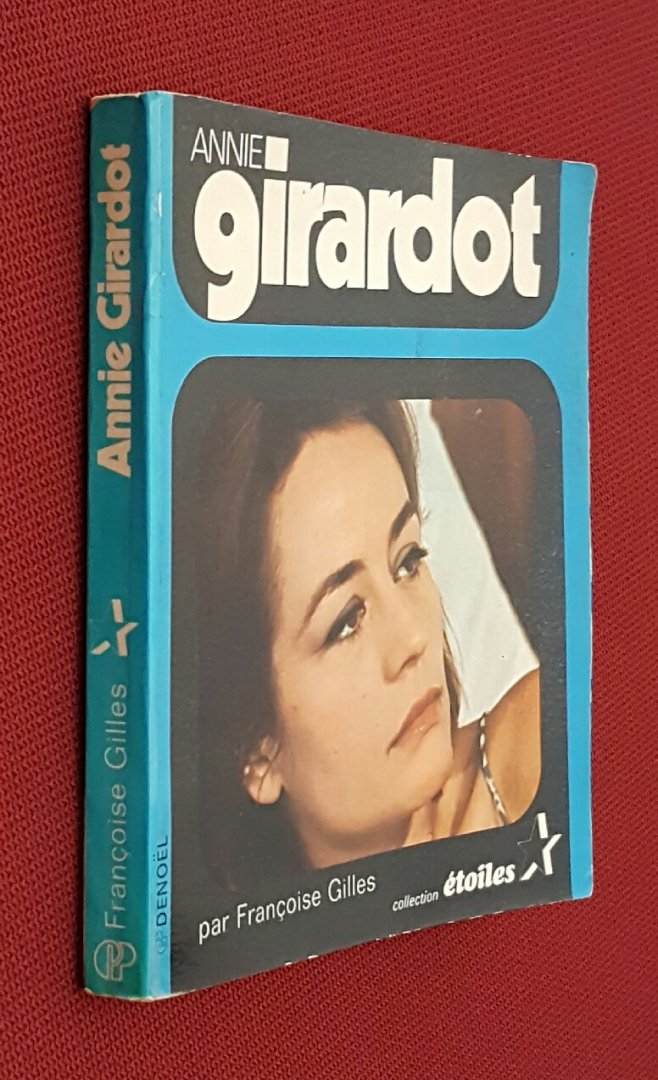 Annie Girardot
Françoise Gilles
ANNIE
girardot
DENOËL
par Françoise Gilles
collection étoiles